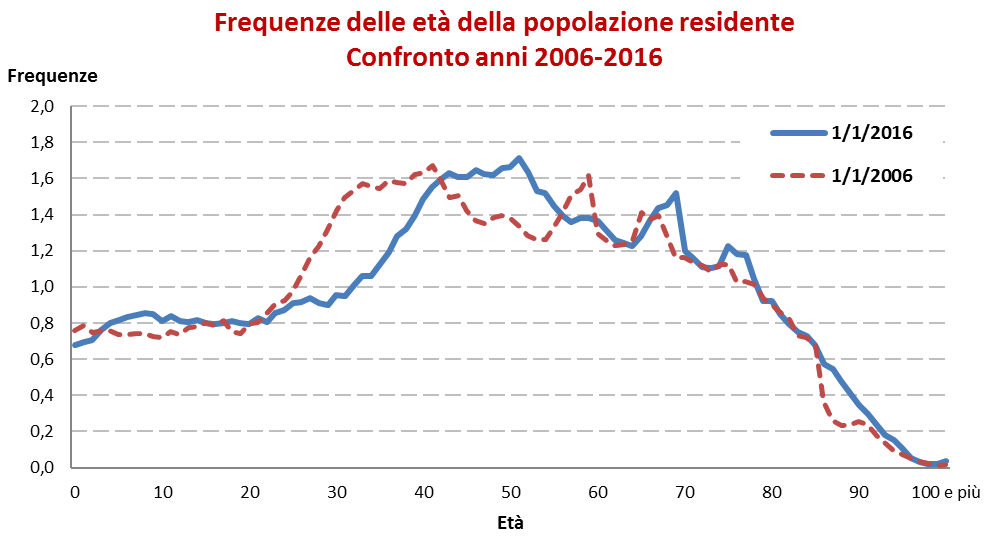 Frequenze delle età della popolazione residente
Confronto anni 2006-2016
Frequenze
2,0
1,8
1,6
1,4
1,2
1,0
0,8
0,6
0,4
0,2
0,0
1/1/2016
1/1/2006
0 10 20 30 40 50 60 70 80 90 100 e più
Età